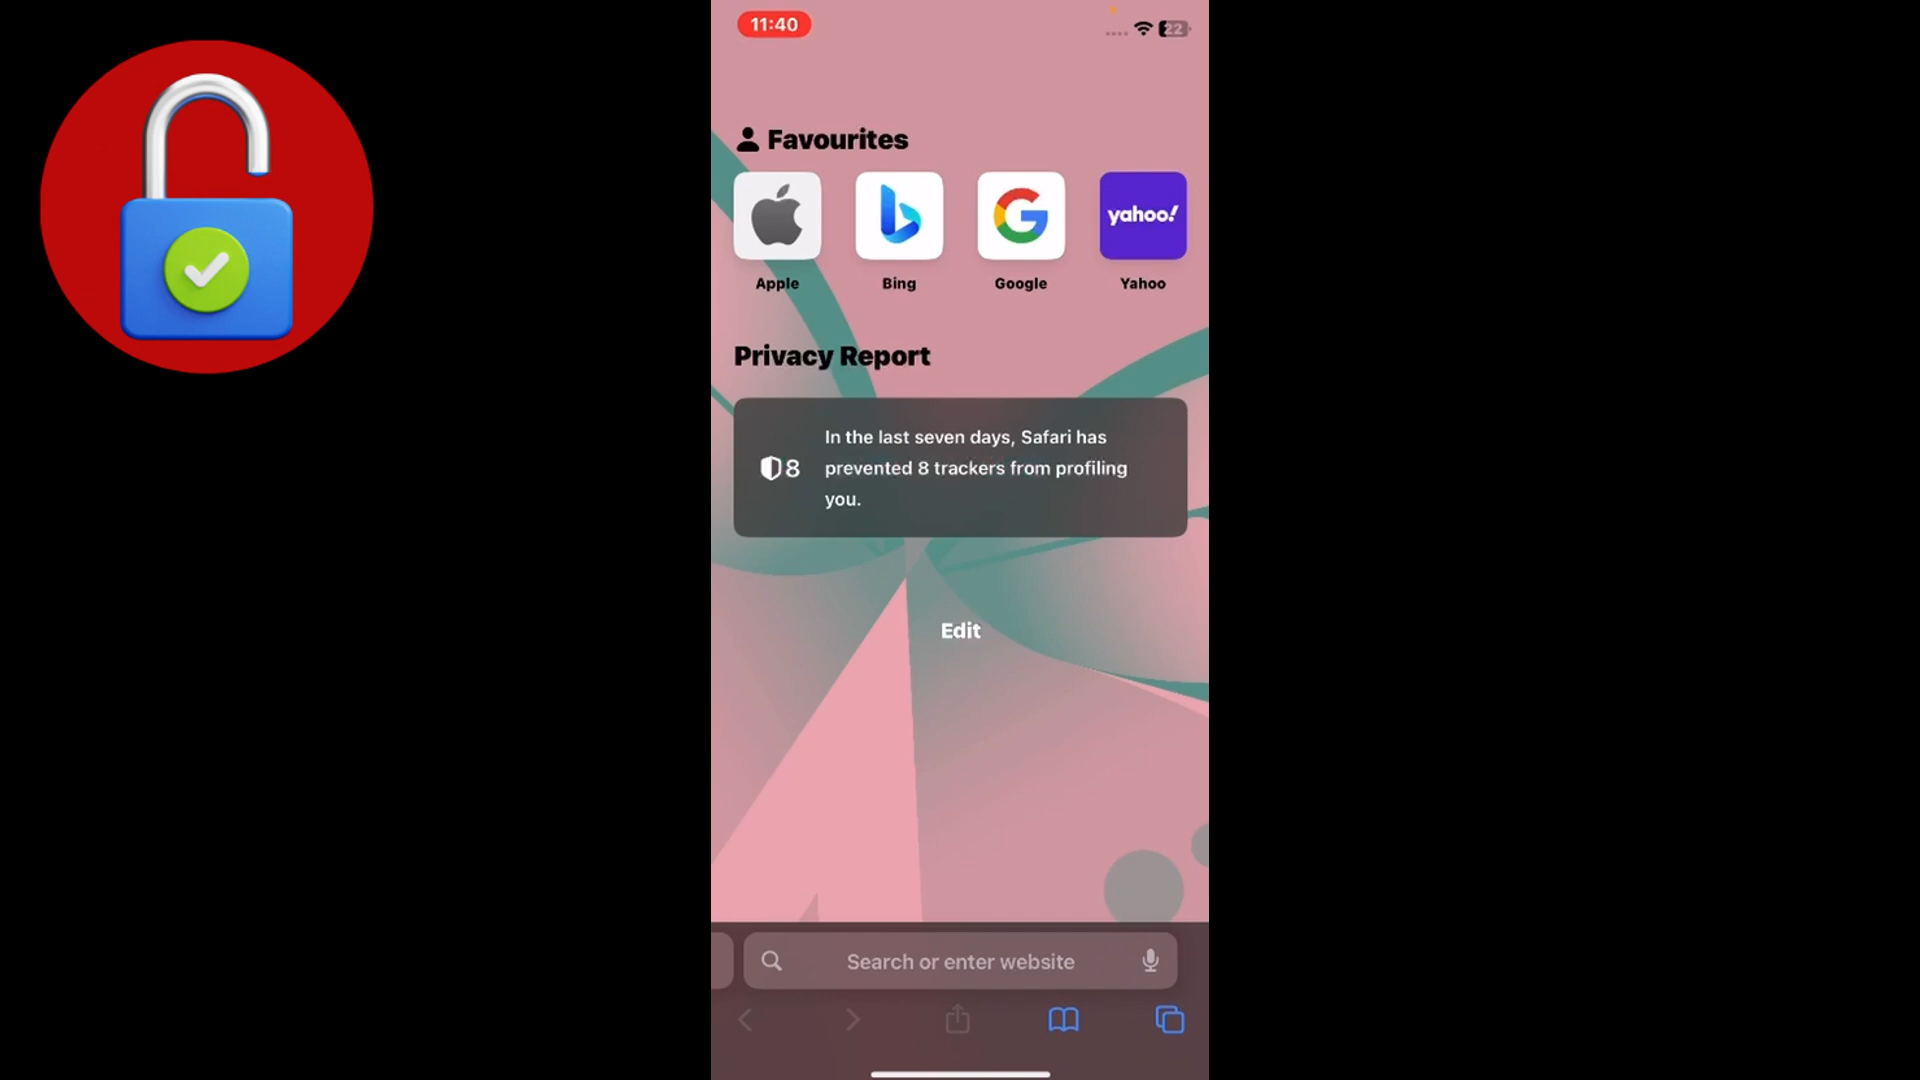 11:40
22
Favourites
yahoo!
Apple
Bing
Google
Yahoo
Privacy Report
8
In the last seven days, Safari has
prevented 8 trackers from profiling
you.
Edit
Search or enter website